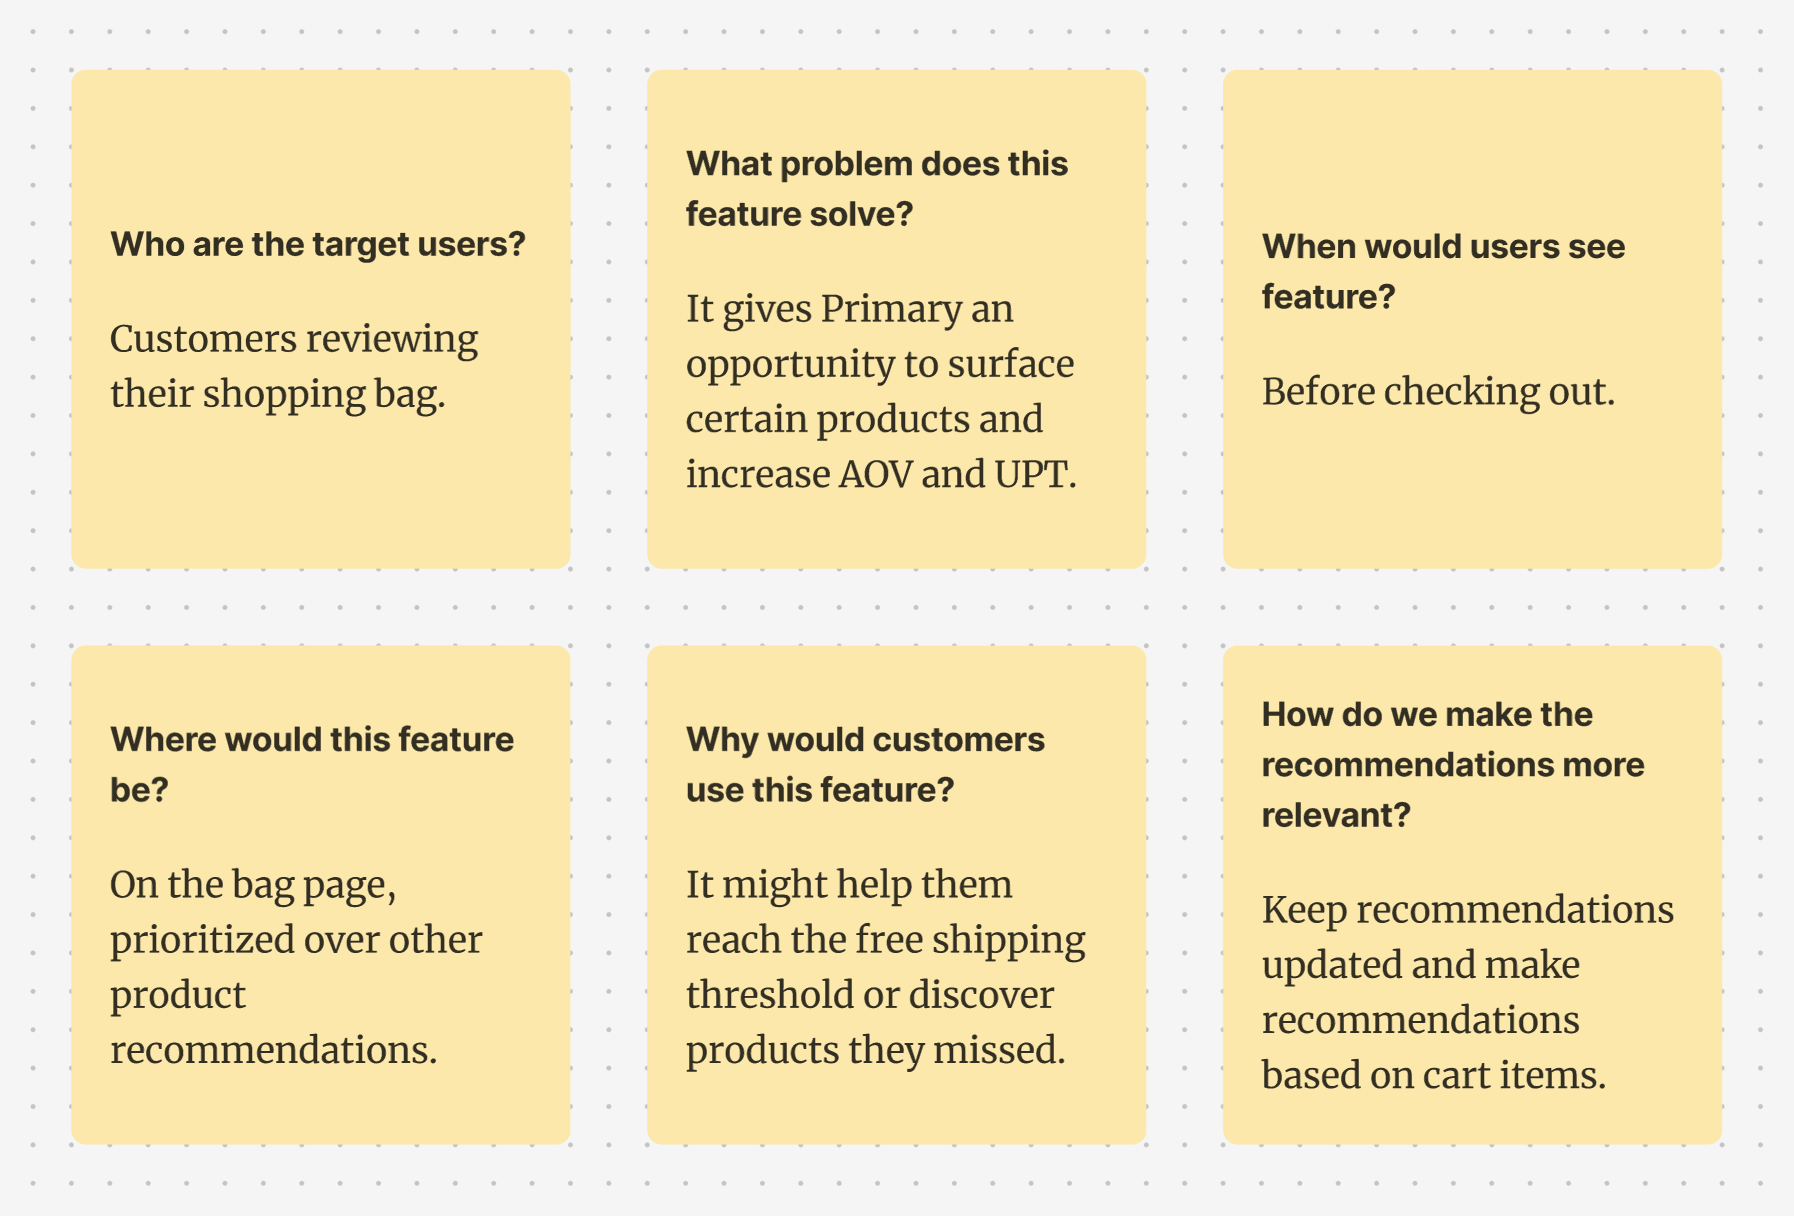 Who are the target users?
Customers reviewing
their shopping bag.
What problem does this
feature solve?
It gives Primary an
opportunity to surface
certain products and
increase AOV and UPT.
When would users see
feature?
Before checking out.
Where would this feature
be?
On the bag page,
prioritized over other
product
recommendations.
Why would customers
use this feature?
It might help them
reach the free shipping
threshold or discover
products they missed.
How do we make the
recommendations more
relevant?
Keep recommendations
updated and make
recommendations
based on cart items.